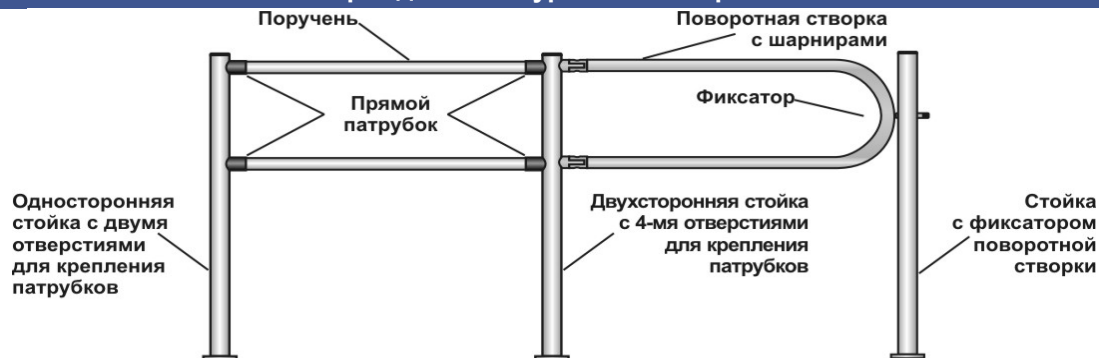 Поручень
Поворотная створка
с шарнирами
Прямой
патрубок
Фиксатор
Односторонняя
стойка с двумя
отверстиями
для крепления
патрубков
Двухсторонняя стойка
с 4-мя отверстиями
для крепления
патрубков
Стойка
с фиксатором
поворотной
створки